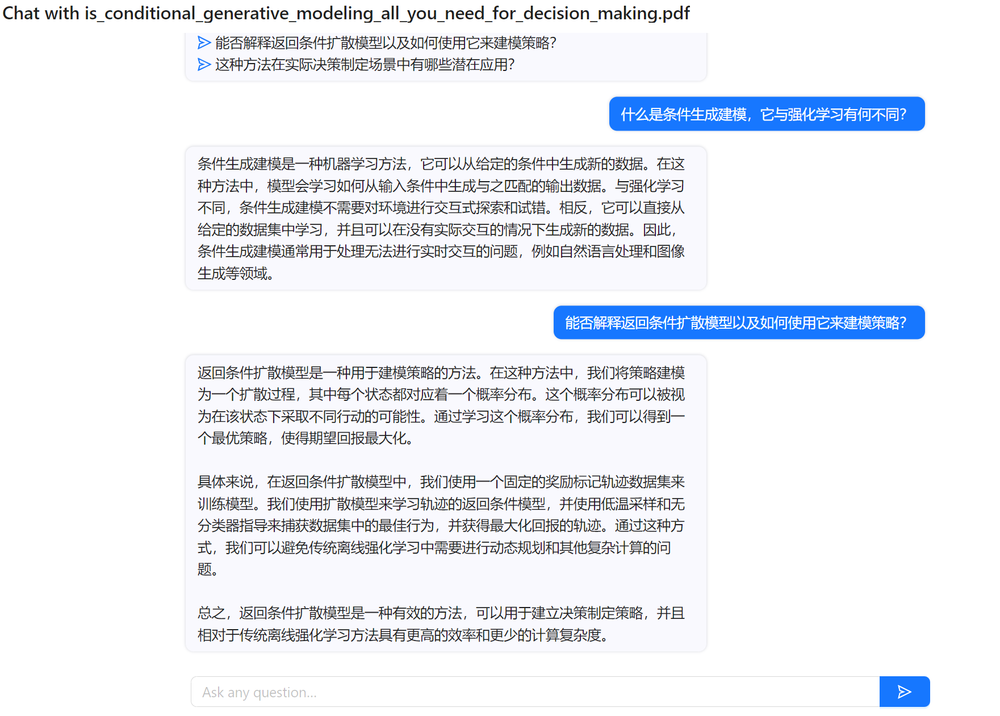 Chat with is_conditional_generative_modeling_all_you_need_for_decision_making.pdf
能否解释返回条件扩散模型以及如何使用它来建模策略？
这种方法在实际决策制定场景中有哪些潜在应用？
什么是条件生成建模，它与强化学习有何不同？
条件生成建模是一种机器学习方法，它可以从给定的条件中生成新的数据。在这
种方法中，模型会学习如何从输入条件中生成与之匹配的输出数据。与强化学习
不同，条件生成建模不需要对环境进行交互式探索和试错。相反，它可以直接从
给定的数据集中学习，并且可以在没有实际交互的情况下生成新的数据。因此，
条件生成建模通常用于处理无法进行实时交互的问题，例如自然语言处理和图像
生成等领域。
能否解释返回条件扩散模型以及如何使用它来建模策略？
返回条件扩散模型是一种用于建模策略的方法。在这种方法中，我们将策略建模
为一个扩散过程，其中每个状态都对应着一个概率分布。这个概率分布可以被视
为在该状态下采取不同行动的可能性。通过学习这个概率分布，我们可以得到一
个最优策略，使得期望回报最大化。
具体来说，在返回条件扩散模型中，我们使用一个固定的奖励标记轨迹数据集来
训练模型。我们使用扩散模型来学习轨迹的返回条件模型，并使用低温采样和无
分类器指导来捕获数据集中的最佳行为，并获得最大化回报的轨迹。通过这种方
式，我们可以避免传统离线强化学习中需要进行动态规划和其他复杂计算的问
题。
总之，返回条件扩散模型是一种有效的方法，可以用于建立决策制定策略，并且
相对于传统离线强化学习方法具有更高的效率和更少的计算复杂度。
Ask any question...